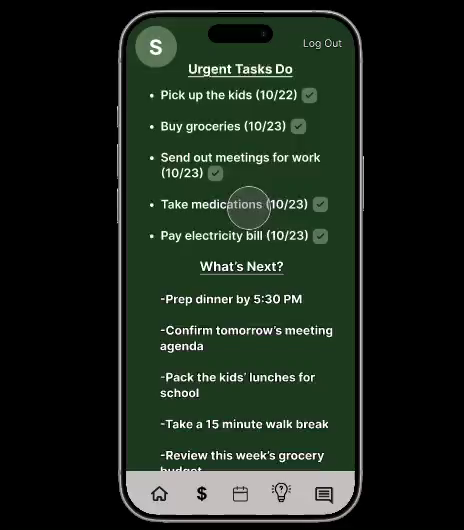 S
Log Out
Urgent Tasks Do
• Pick up the kids (10/22)
• Buy groceries (10/23)
• Send out meetings for work
(10/23)
• Take medications (10/23)
• Pay electricity bill (10/23)
What's Next?
-Prep dinner by 5:30 PM
-Confirm tomorrow's meeting
agenda
-Pack the kids' lunches for
school
-Take a 15 minute walk break
-Review this week's grocery
budget
$
?